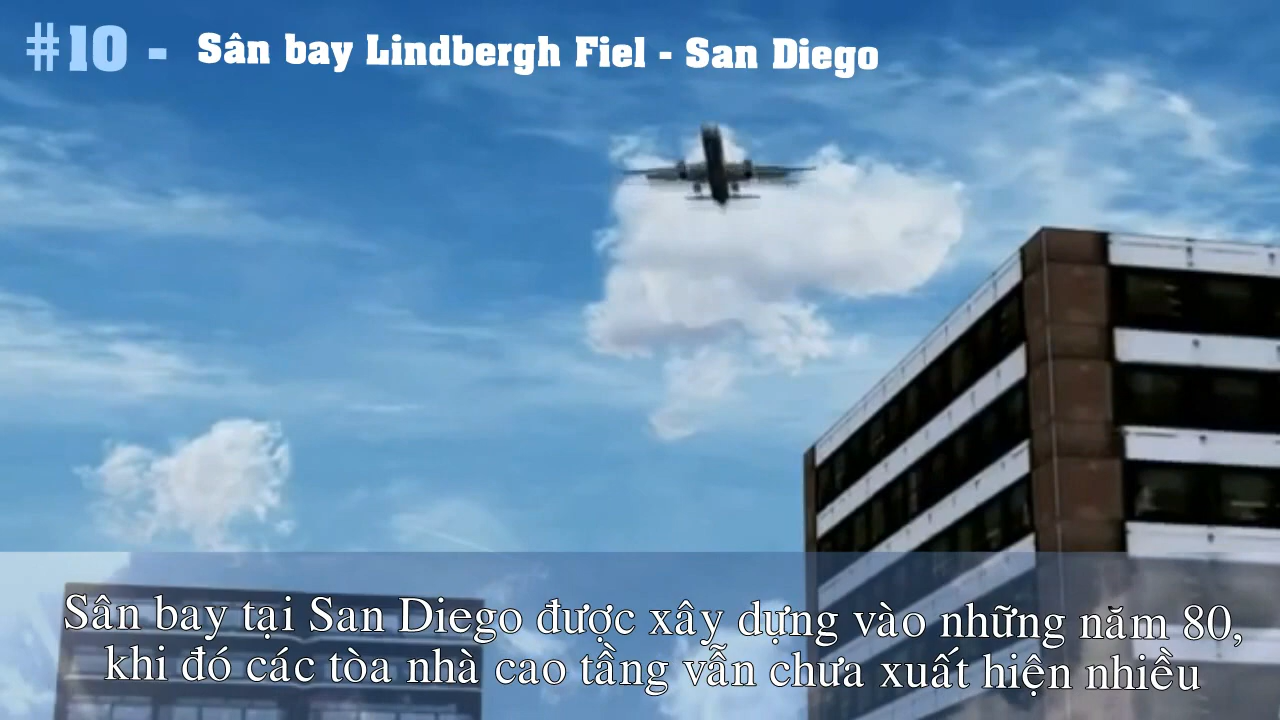 #10 - Sân bay Lindbergh Fiel - San Diego
Sân bay tại San Diego được xây dựng vào những năm 80,
khi đó các tòa nhà cao tầng vẫn chưa xuất hiện nhiều